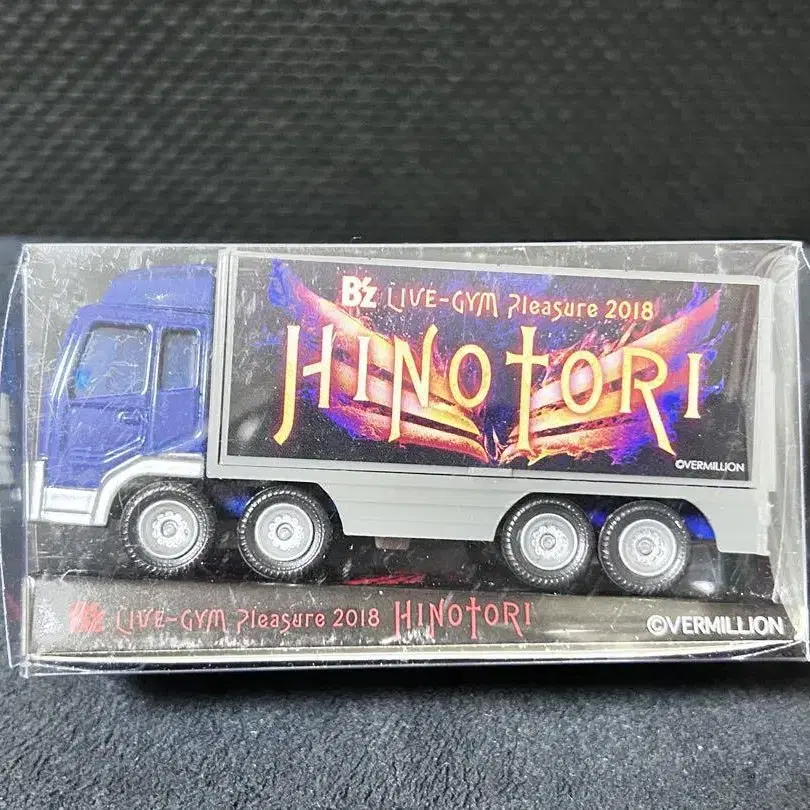 B'z LIVE-GYM Pleasure 2018
HINOTORI
©VERMILLION
B'z LIVE-GYM Pleasure 2018 HINOTORI
©VERMILLION